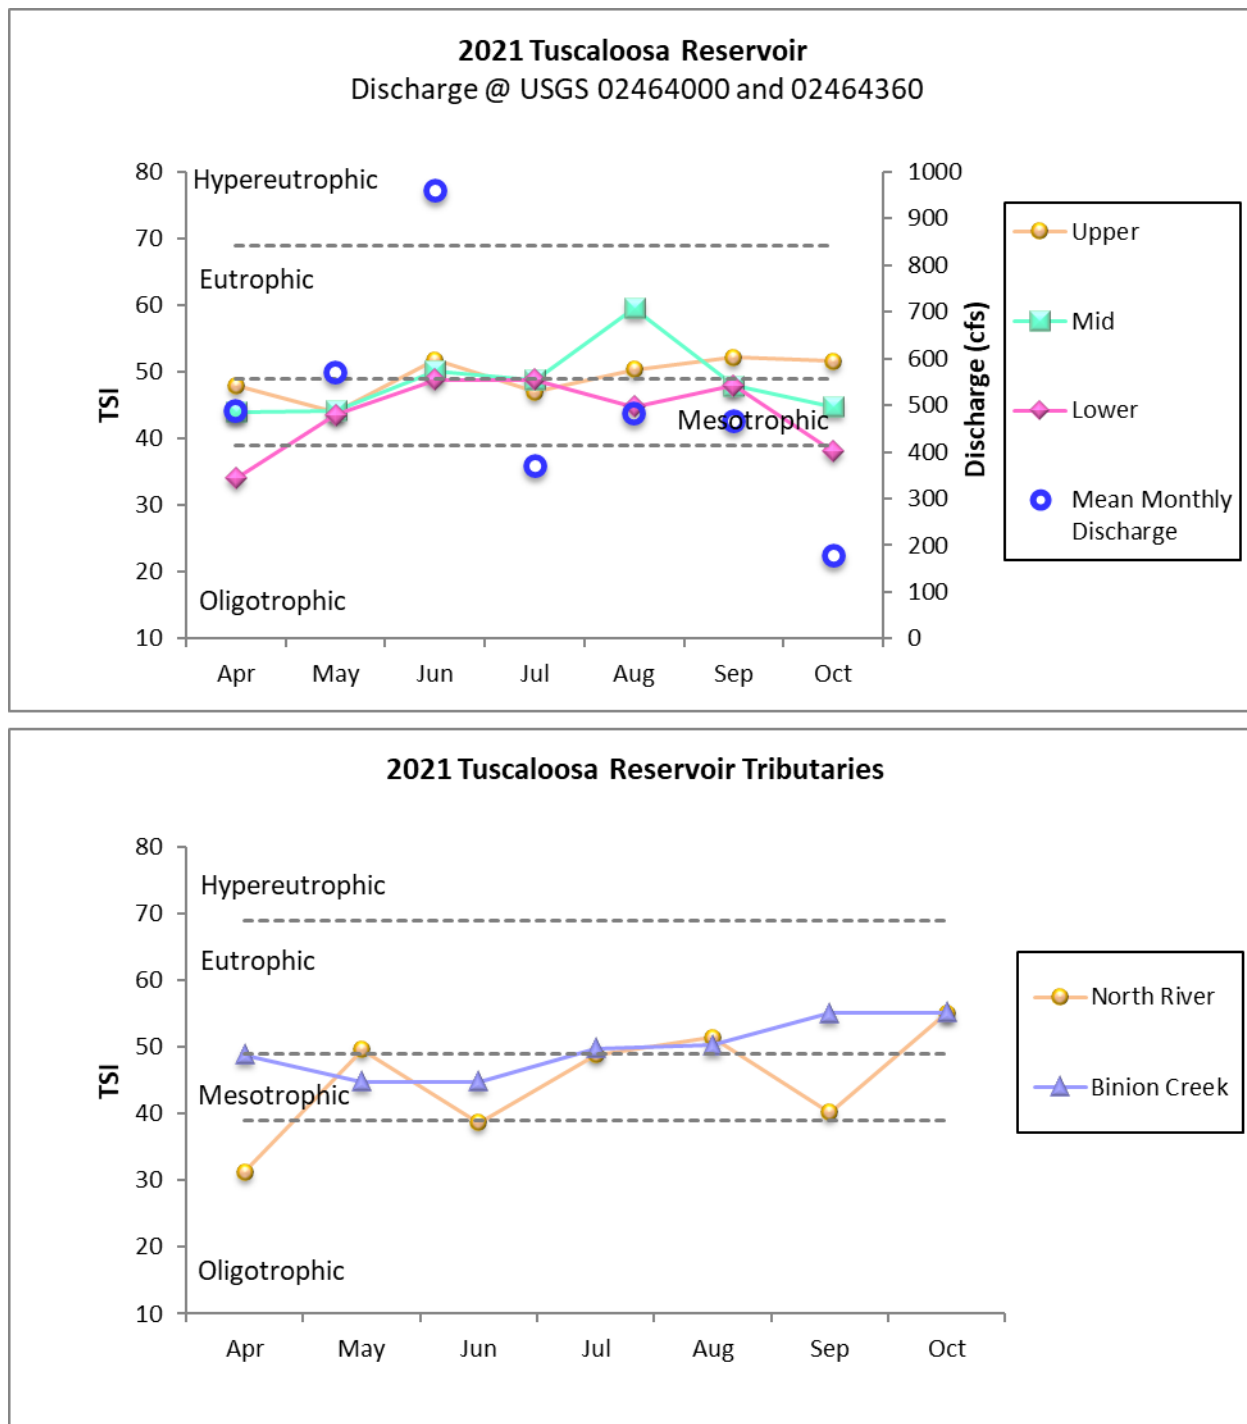 2021 Tuscaloosa Reservoir
Discharge @ USGS 02464000 and 02464360
80
70
60
50
40
30
20
10
TSI
Hypereutrophic
Eutrophic
Mesotrophic
Oligotrophic
1000
900
800
700
600
500
400
300
200
100
0
Discharge (cfs)
Apr May Jun Jul Aug Sep Oct
Upper
Mid
Lower
Mean Monthly
Discharge
2021 Tuscaloosa Reservoir Tributaries
80
70
60
50
40
30
20
10
TSI
Hypereutrophic
Eutrophic
Mesotrophic
Oligotrophic
Apr May Jun Jul Aug Sep Oct
North River
Binion Creek